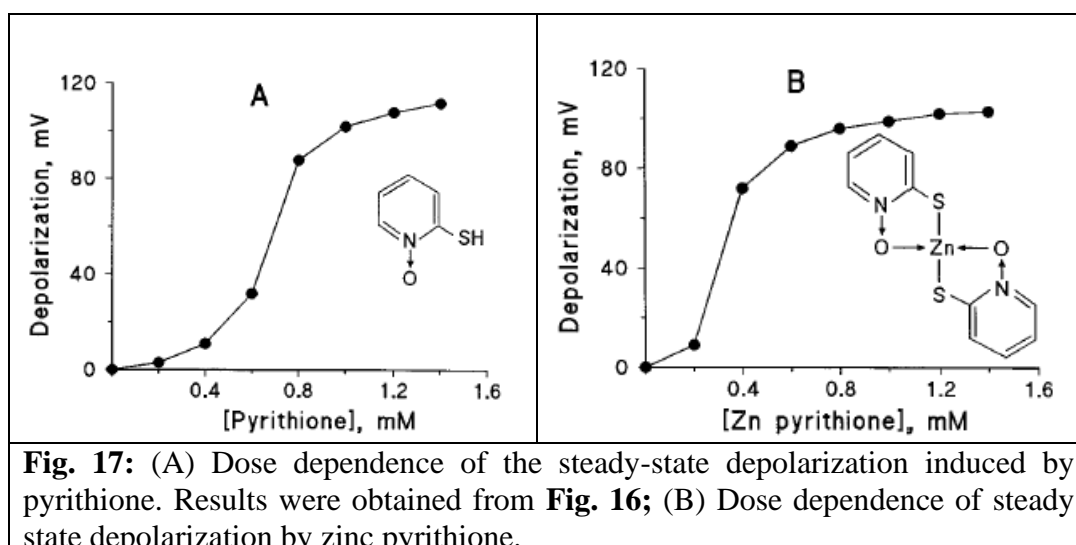 120
A
Depolarization, mV
80
40
0
N
SH
O
0.4 0.8 1.2 1.6
[Pyrithione], mM
120
B
Depolarization, mV
80
40
0
N S
O Zn O
S N
0.4 0.8 1.2 1.6
[Zn pyrithione], mM
Fig. 17: (A) Dose dependence of the steady-state depolarization induced by
pyrithione. Results were obtained from Fig. 16; (B) Dose dependence of steady
state depolarization by zinc pyrithione.